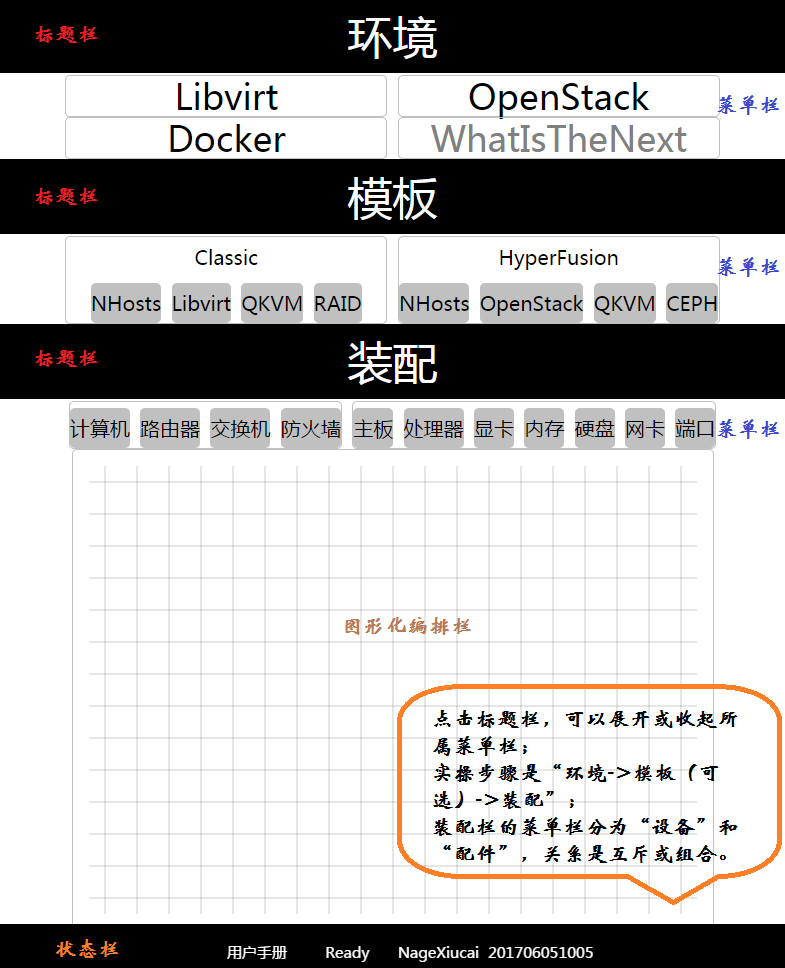 标题栏 环境
Libvirt OpenStack 菜单栏
Docker WhatIsTheNext
标题栏 模板
Classic HyperFusion 菜单栏
NHosts Libvirt QKVM RAID NHosts OpenStack QKVM CEPH
标题栏 装配
计算机 路由器 交换机 防火墙 主板 处理器 显卡 内存 硬盘 网卡 端口 菜单栏
图形化编排栏
点击标题栏，可以展开或收起所
属菜单栏；
实操步骤是“环境->模板（可
选）->装配”；
装配栏的菜单栏分为“设备”和
“配件”，关系是互斥或组合。
状态栏 用户手册 Ready NageXiucai 201706051005